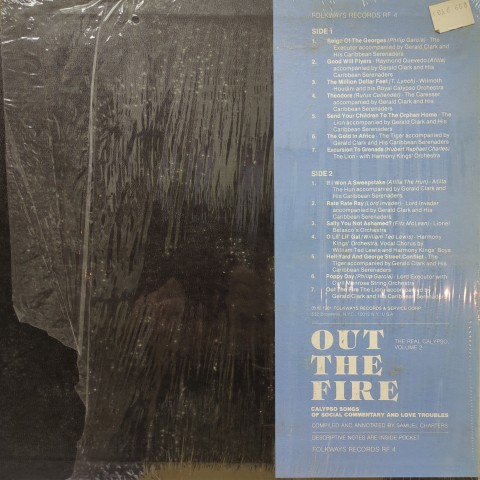 FOLKWAYS RECORDS RF 4
SIDE 1
1. Reign Of The Georges (Philip Garcia) - The
Executor accompanied by Gerald Clark and
His Caribbean Serenaders
2. Good Will Flyers - Raymond Quevedo (Atilla)
accompanied by Gerald Clark and His
Caribbean Serenaders
3. The Million Dollar Feet (T. Lynch) - Wilmoth
Houdini and his Royal Calypso Orchestra
4. Theodore (Rufus Callender) - The Caresser
accompanied by Gerald Clark and His
Caribbean Serenaders
5. Send Your Children To The Orphan Home - The
Lion accompanied by Gerald Clark and His
Caribbean Serenaders
6. The Gold In Africa - The Tiger accompanied by
Gerald Clark and His Caribbean Serenaders
7. Excursion To Grenada (Hubert Raphael Charles)
The Lion - with Harmony Kings' Orchestra
SIDE 2
1. If I Won A Sweepstake (Atilla The Hun) - Atilla
The Hun accompanied by Gerald Clark and
His Caribbean Serenaders
2. Rafe Rafe Rey (Lord Invader) - Lord Invader
accompanied by Gerald Clark and His
Caribbean Serenaders
3. Sally You Not Ashamed? (Fitz McLean) - Lionel
Belasco's Orchestra
4. O Lil' Lil' Gal (William Ted Lewis) - Harmony
Kings' Orchestra, Vocal Chorus by
William Ted Lewis and Harmony Kings' Boys
5. Hell Yard And George Street Conflict - The
Tiger accompanied by Gerald Clark and His
Caribbean Serenaders
6. Poppy Day (Philip Garcia) - Lord Executor with
Cyril Monrose String Orchestra
7. Out The Fire The Lion accompanied by
Gerald Clark and His Caribbean Serenaders
FOLKWAYS RECORDS & SERVICE CORP.
N.Y.C. U.S.A.
OUT
THE
FIRE
THE REAL CALYPSO
VOLUME 2
CALYPSO SONGS
OF SOCIAL COMMENTARY AND LOVE TROUBLES
COMPILED AND ANNOTATED BY SAMUEL CHARTERS
DESCRIPTIVE NOTES ARE INSIDE POCKET
FOLKWAYS RECORDS RF 4